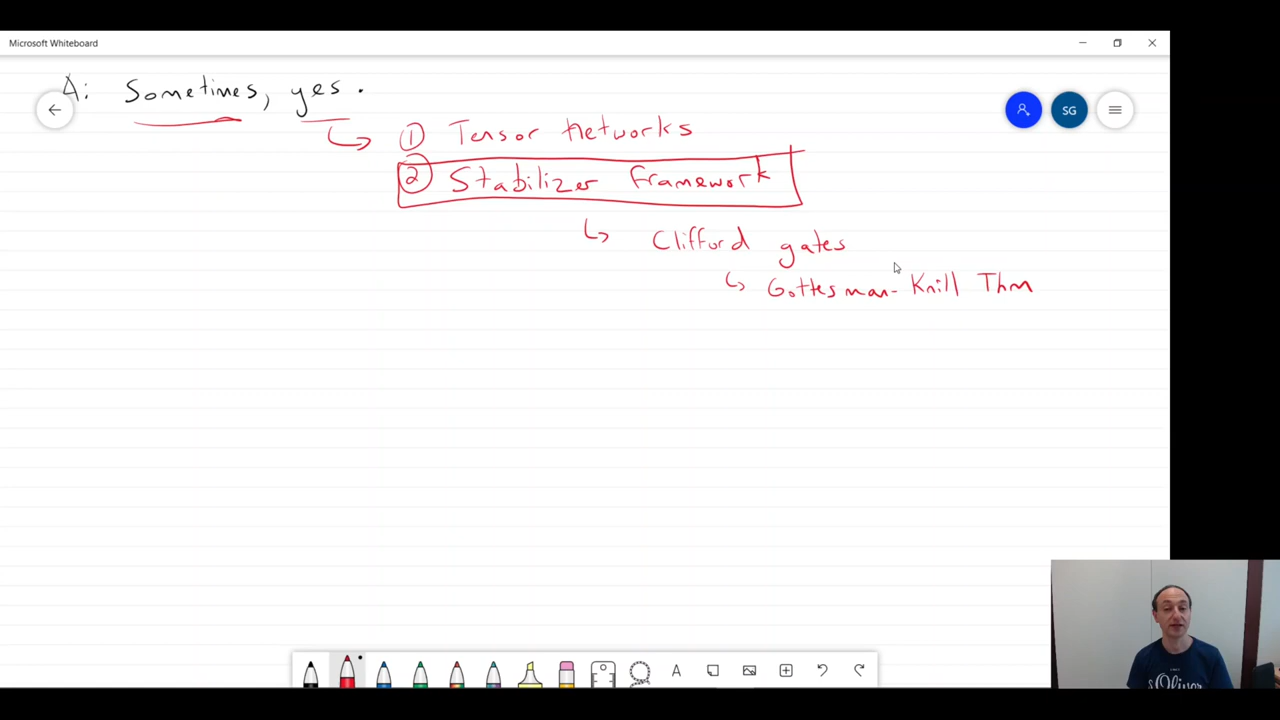 Microsoft Whiteboard
A: Sometimes, yes.
SG
① Tensor Networks
② Stabilizer Framework
Clifford gates
Gottesman-Knill Thm
A